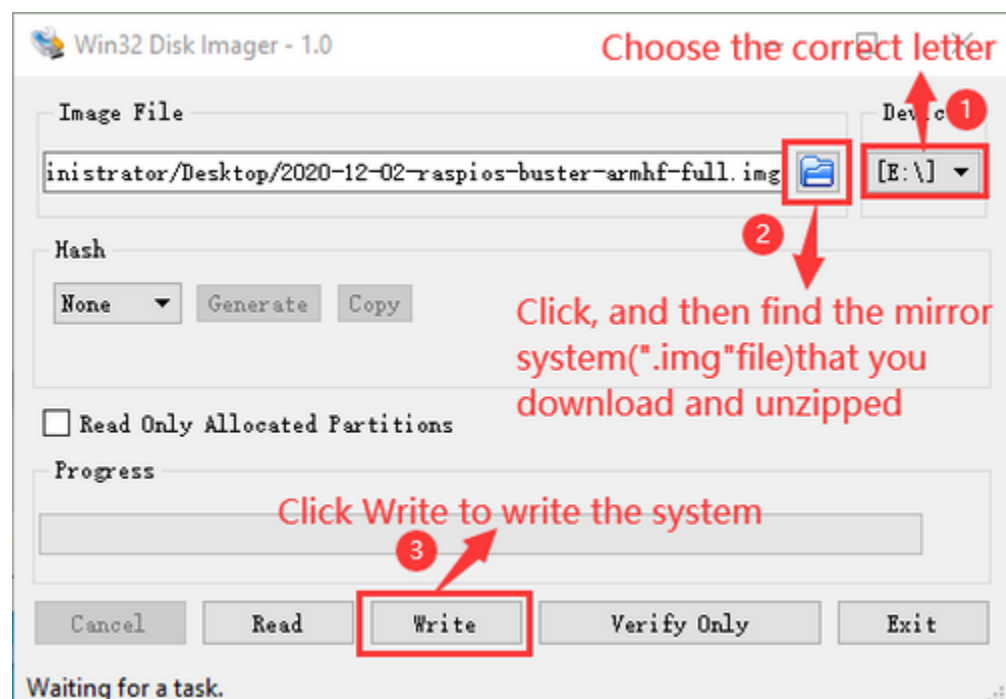 Win32 Disk Imager - 1.0
Choose the correct letter
Image File
1
inistrator/Desktop/2020-12-02-raspios-buster-armhf-full.img
[E:\]
2
Hash
None
Generate
Copy
Click, and then find the mirror
system(".img"file)that you
download and unzipped
Read Only Allocated Partitions
Progress
Click Write to write the system
3
Cancel
Read
Write
Verify Only
Exit
Waiting for a task.